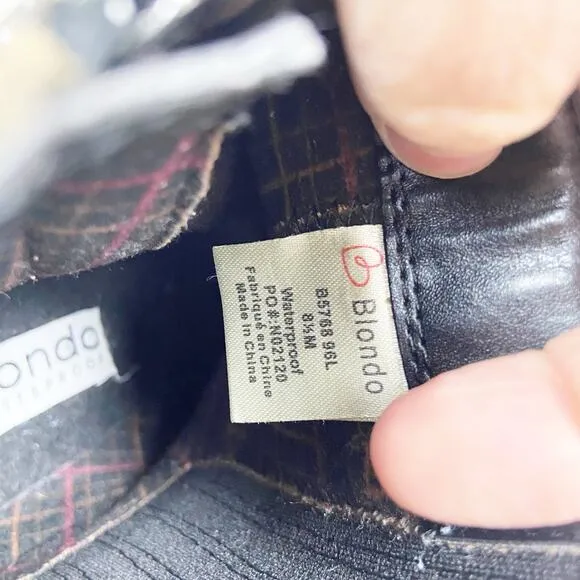 Blondo
B5768 96L
8½M
Waterproof
PO#:N02120
Fabriqué en Chine
Made in China
ondo